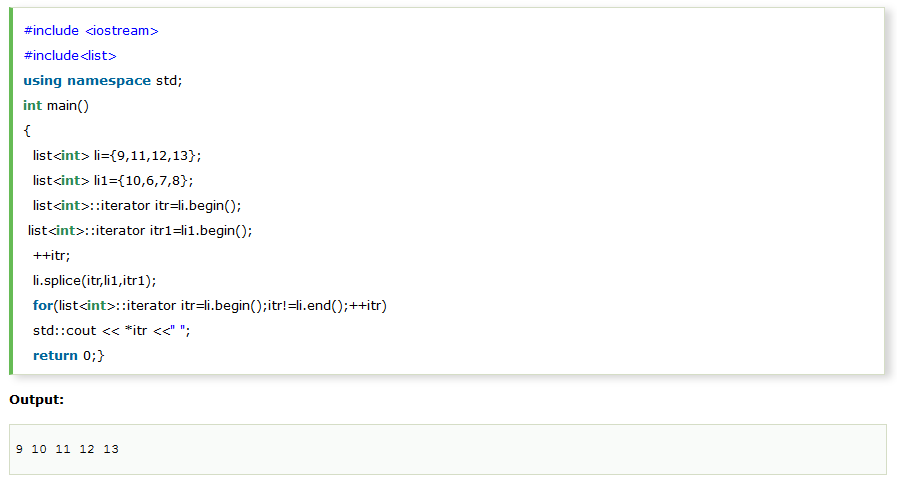 #include <iostream>
#include<list>
using namespace std;
int main()
{
list<int> li={9,11,12,13};
list<int> li1={10,6,7,8};
list<int>::iterator itr=li.begin();
list<int>::iterator itr1=li1.begin();
++itr;
li.splice(itr,li1,itr1);
for(list<int>::iterator itr=li.begin();itr!=li.end();++itr)
std::cout << *itr <<" ";
return 0;}
Output:
9 10 11 12 13